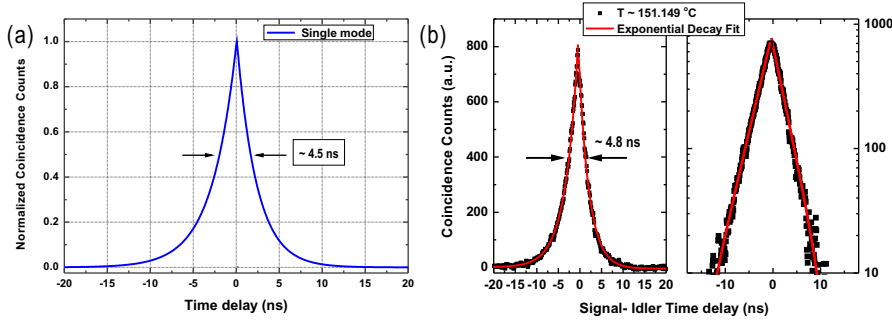 (a)
Normalized Coincidence Counts
1.0
0.8
0.6
0.4
0.2
0.0
Single mode
~ 4.5 ns
-20 -15 -10 -5 0 5 10 15 20
Time delay (ns)
(b)
T ~ 151.149 °C
Exponential Decay Fit
Coincidence Counts (a.u.)
800
600
400
200
0
~ 4.8 ns
-20 -15 -10 -5 0 5 10 15 20
1000
100
10
-10 0 10
Signal- Idler Time delay (ns)